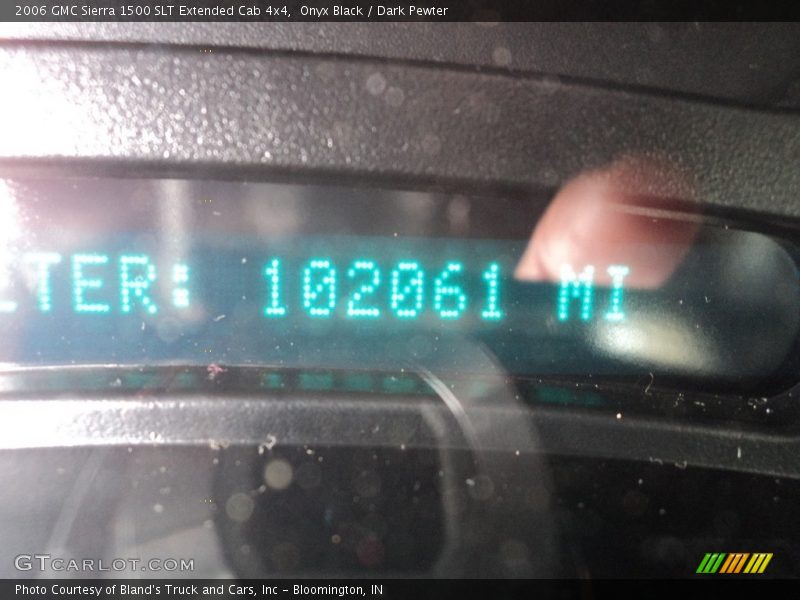 2006 GMC Sierra 1500 SLT Extended Cab 4x4,  Onyx Black / Dark Pewter
ETER: 102061 MI
GTCARLOT.COM
Photo Courtesy of Bland's Truck and Cars, Inc – Bloomington, IN